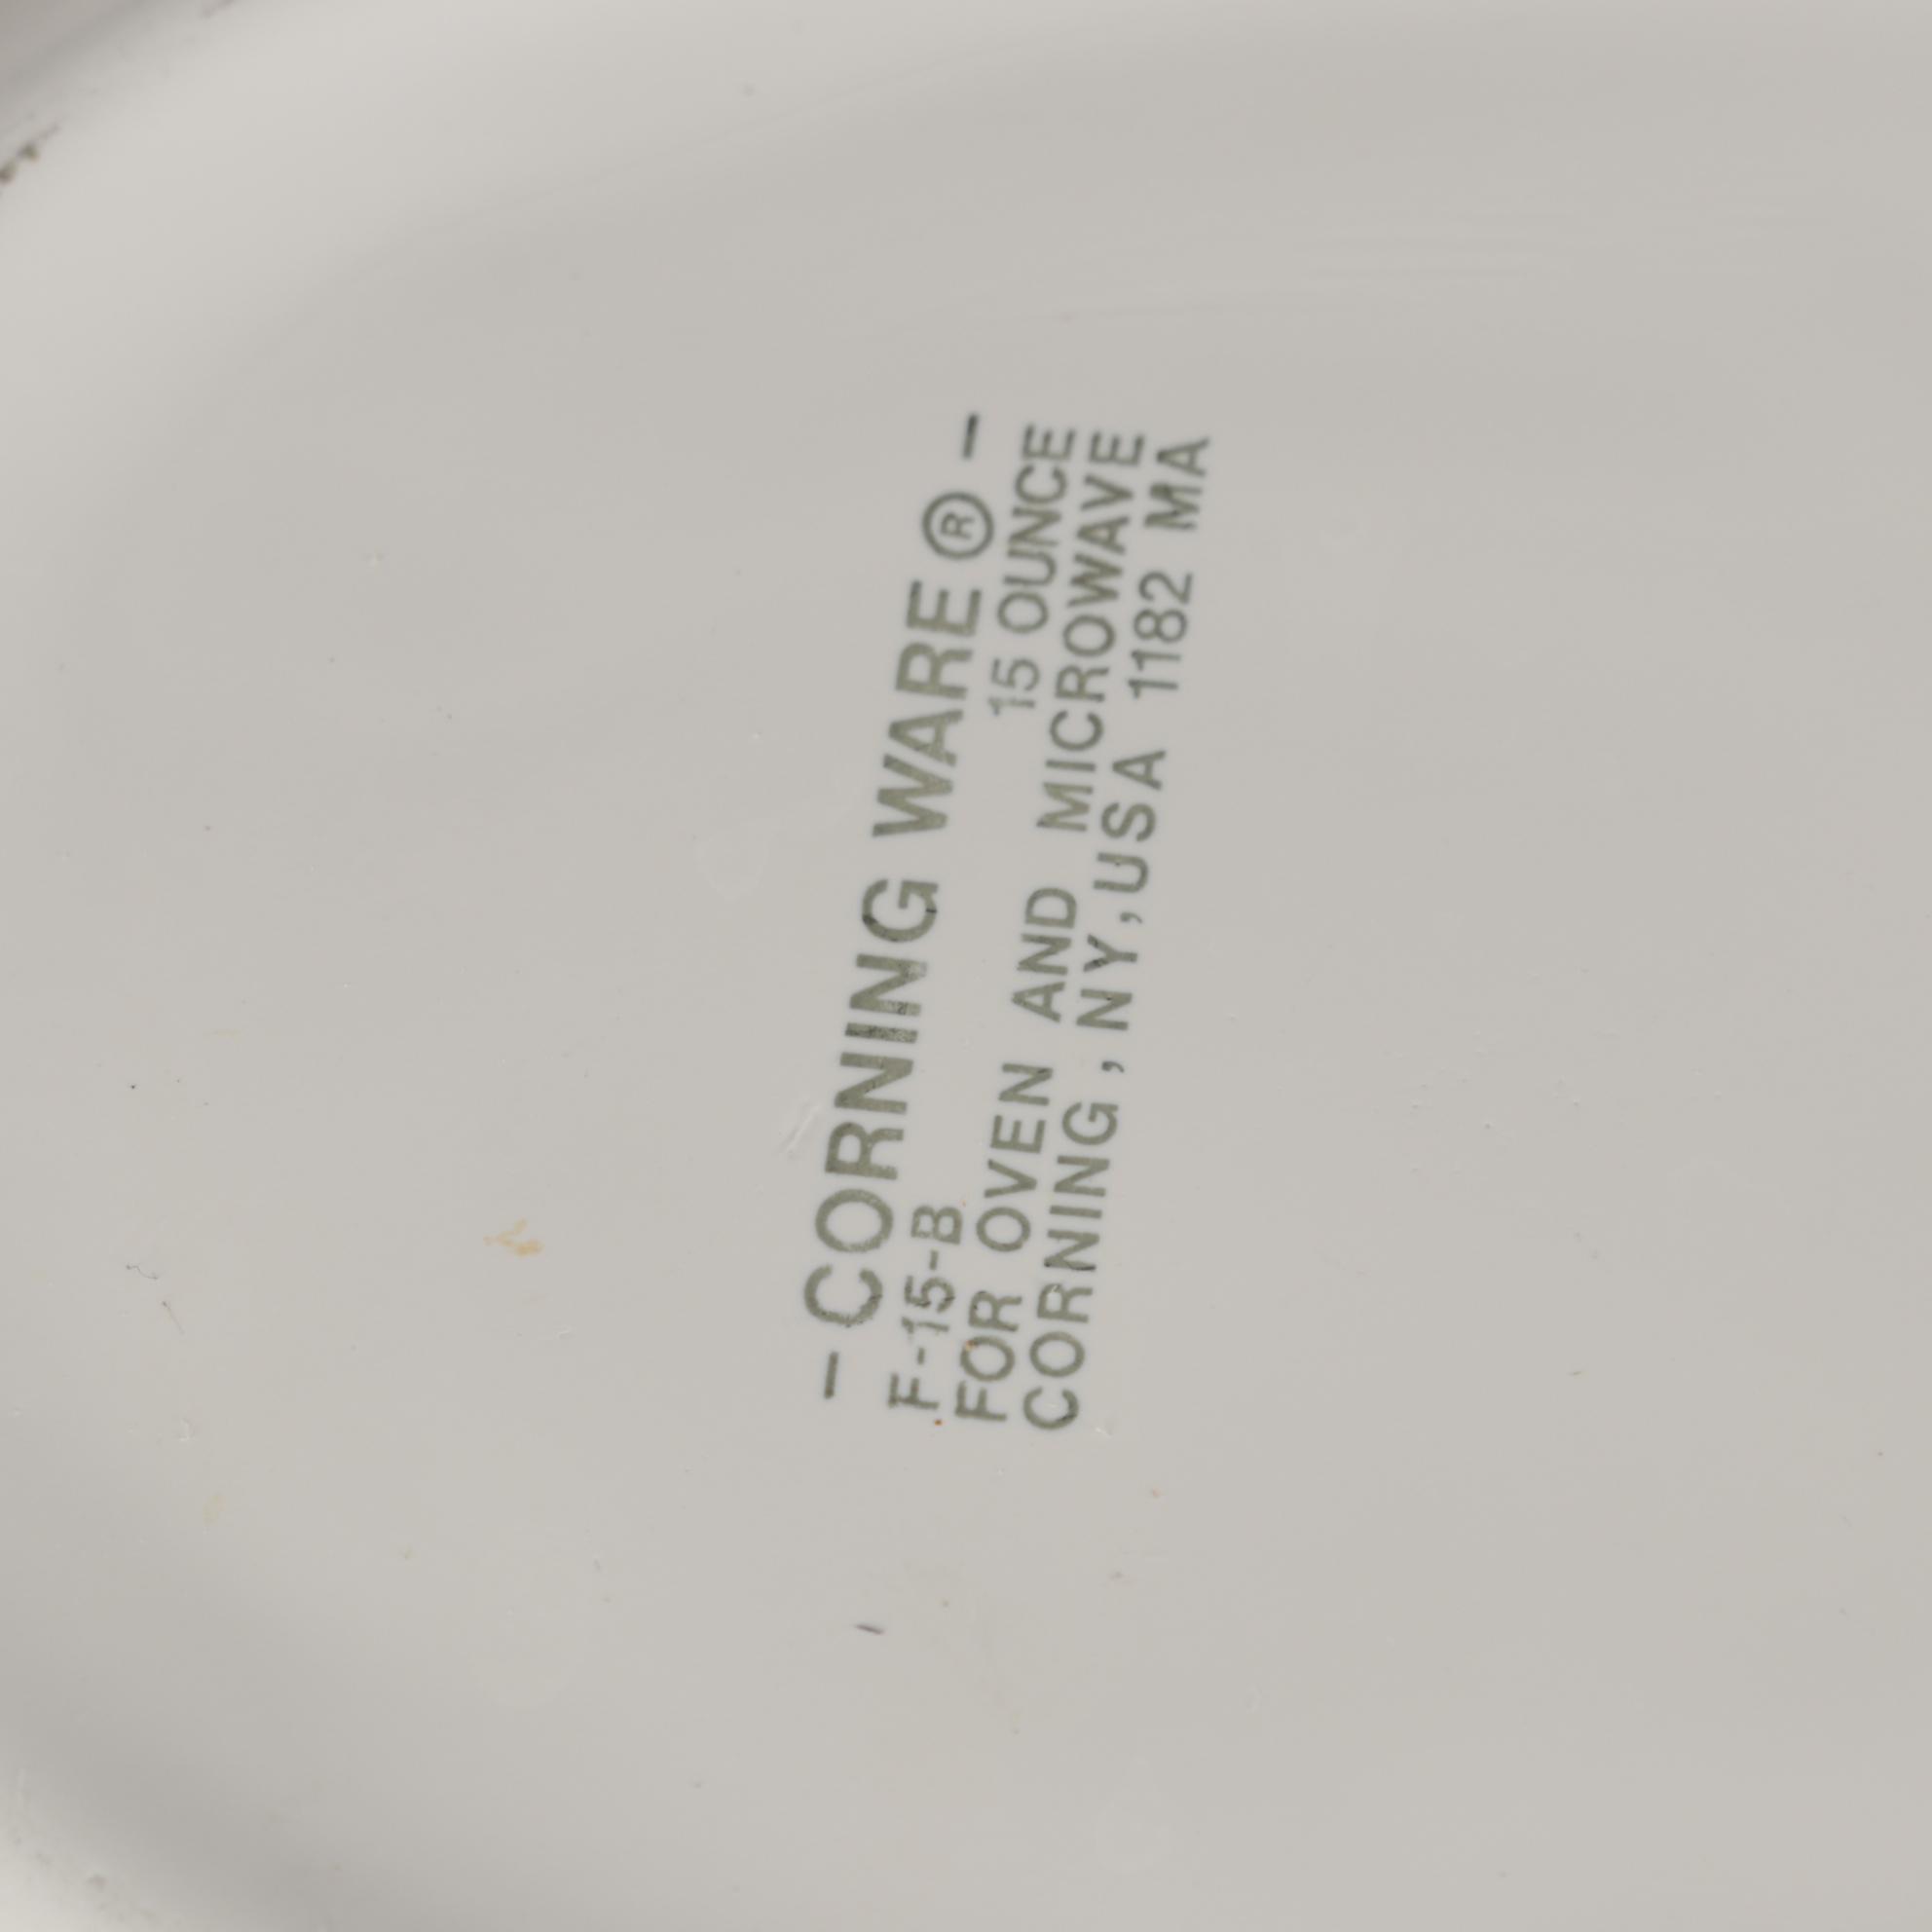 - CORNING WARE ® -
F-15-B 15 OUNCE
FOR OVEN AND MICROWAVE
CORNING, NY, USA 1182 MA